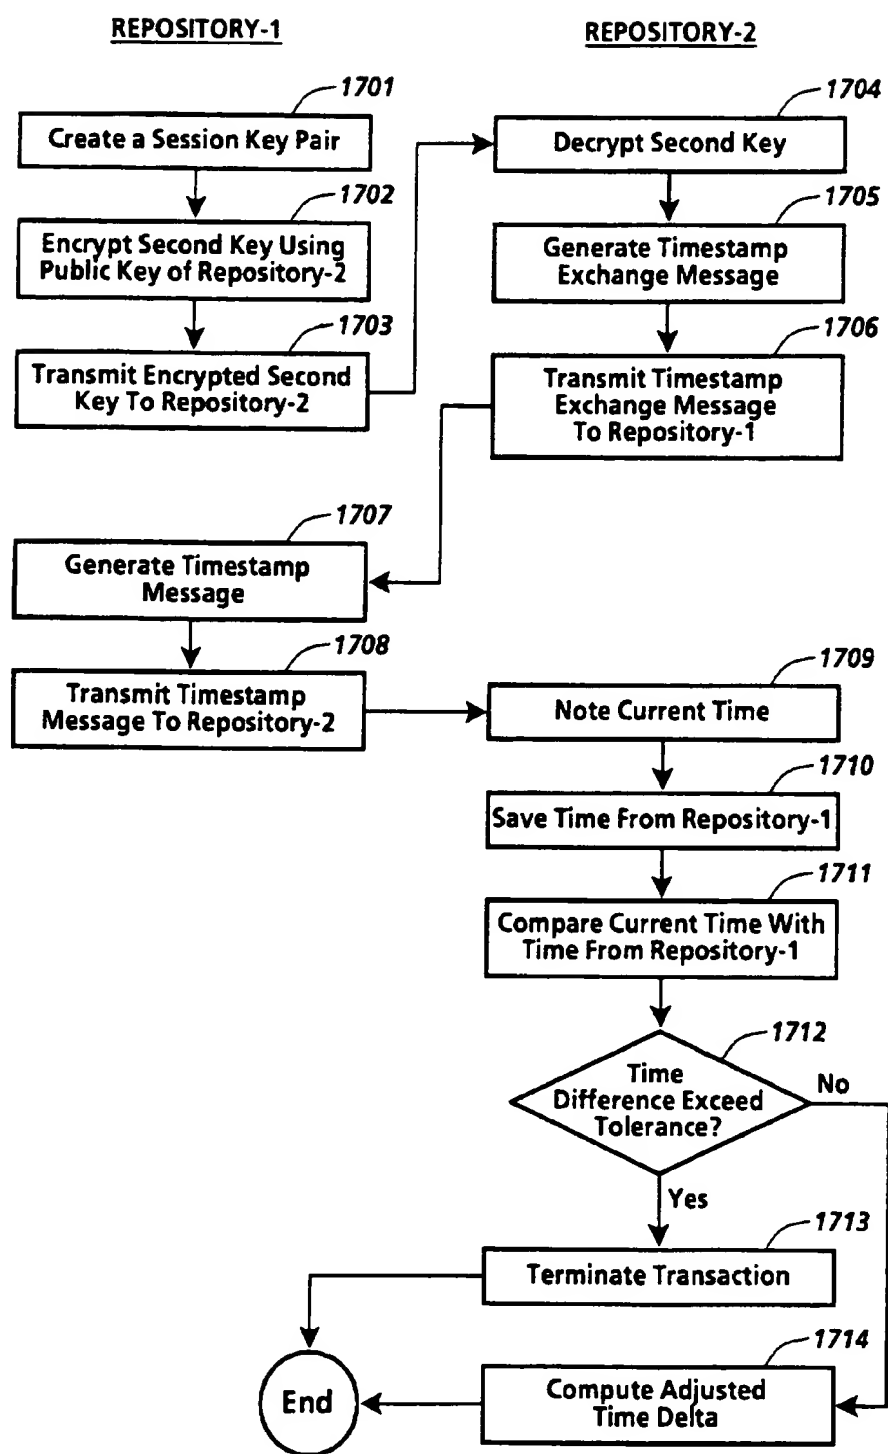 REPOSITORY-1
REPOSITORY-2
1701
Create a Session Key Pair
1702
Encrypt Second Key Using
Public Key of Repository-2
1703
Transmit Encrypted Second
Key To Repository-2
1704
Decrypt Second Key
1705
Generate Timestamp
Exchange Message
1706
Transmit Timestamp
Exchange Message
To Repository-1
1707
Generate Timestamp
Message
1708
Transmit Timestamp
Message To Repository-2
1709
Note Current Time
1710
Save Time From Repository-1
1711
Compare Current Time With
Time From Repository-1
1712
Time
Difference Exceed
Tolerance?
No
Yes
1713
Terminate Transaction
1714
Compute Adjusted
Time Delta
End